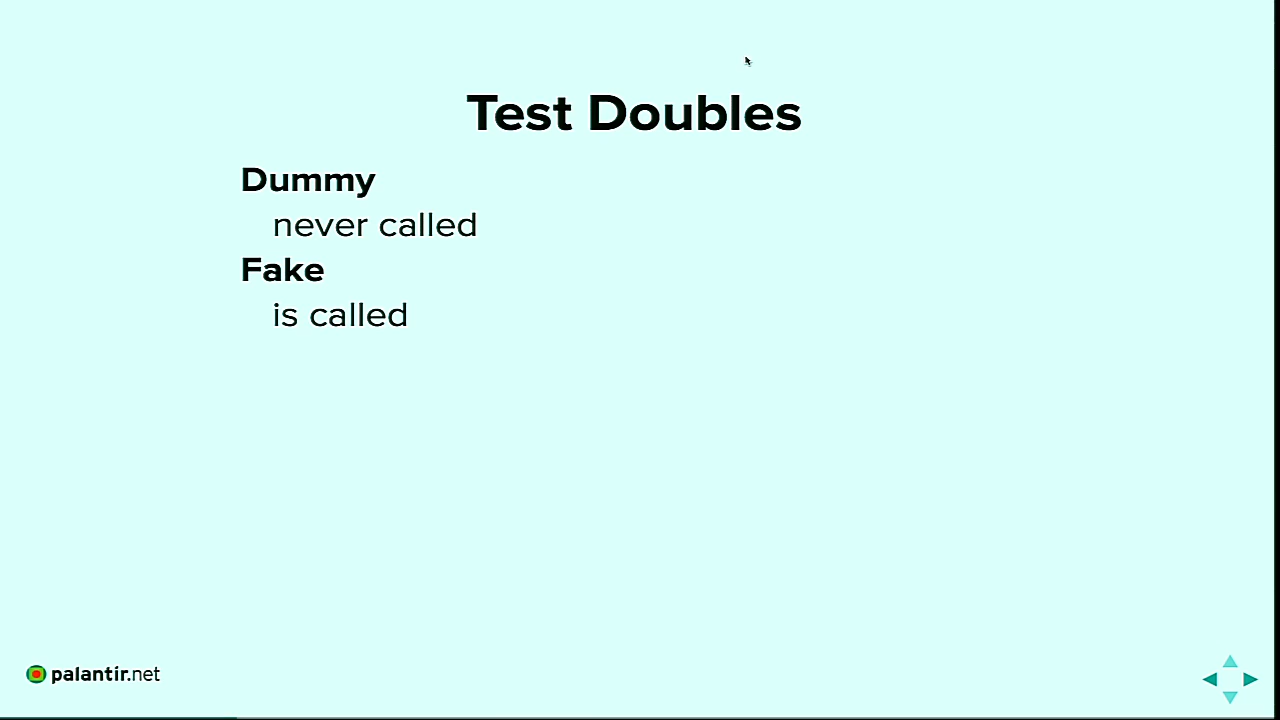 Test Doubles
Dummy
never called
Fake
is called
palantir.net